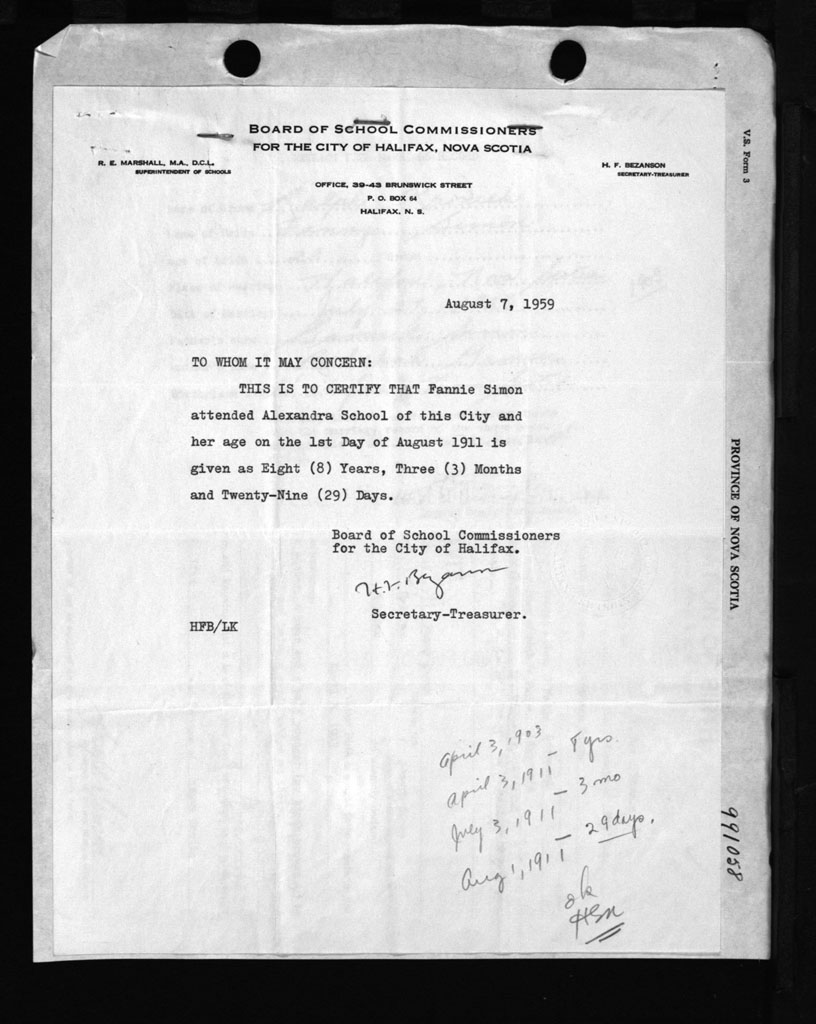 BOARD OF SCHOOL COMMISSIONERS
FOR THE CITY OF HALIFAX, NOVA SCOTIA
R. E. MARSHALL, M.A., D.C.L.
SUPERINTENDENT OF SCHOOLS
H. F. BEZANSON
SECRETARY-TREASURER
OFFICE, 39-43 BRUNSWICK STREET
P. O. BOX 64
HALIFAX, N. S.
August 7, 1959
TO WHOM IT MAY CONCERN:
THIS IS TO CERTIFY THAT Fannie Simon
attended Alexandra School of this City and
her age on the 1st Day of August 1911 is
given as Eight (8) Years, Three (3) Months
and Twenty-Nine (29) Days.
Board of School Commissioners
for the City of Halifax.
H.F. Bezanson
Secretary-Treasurer.
HFB/LK
April 3, 1903
April 3, 1911 — 8 yrs.
July 3, 1911 — 3 mo
Aug 1, 1911 — 29 days.
ok
V.S. Form 3
PROVINCE OF NOVA SCOTIA
991058